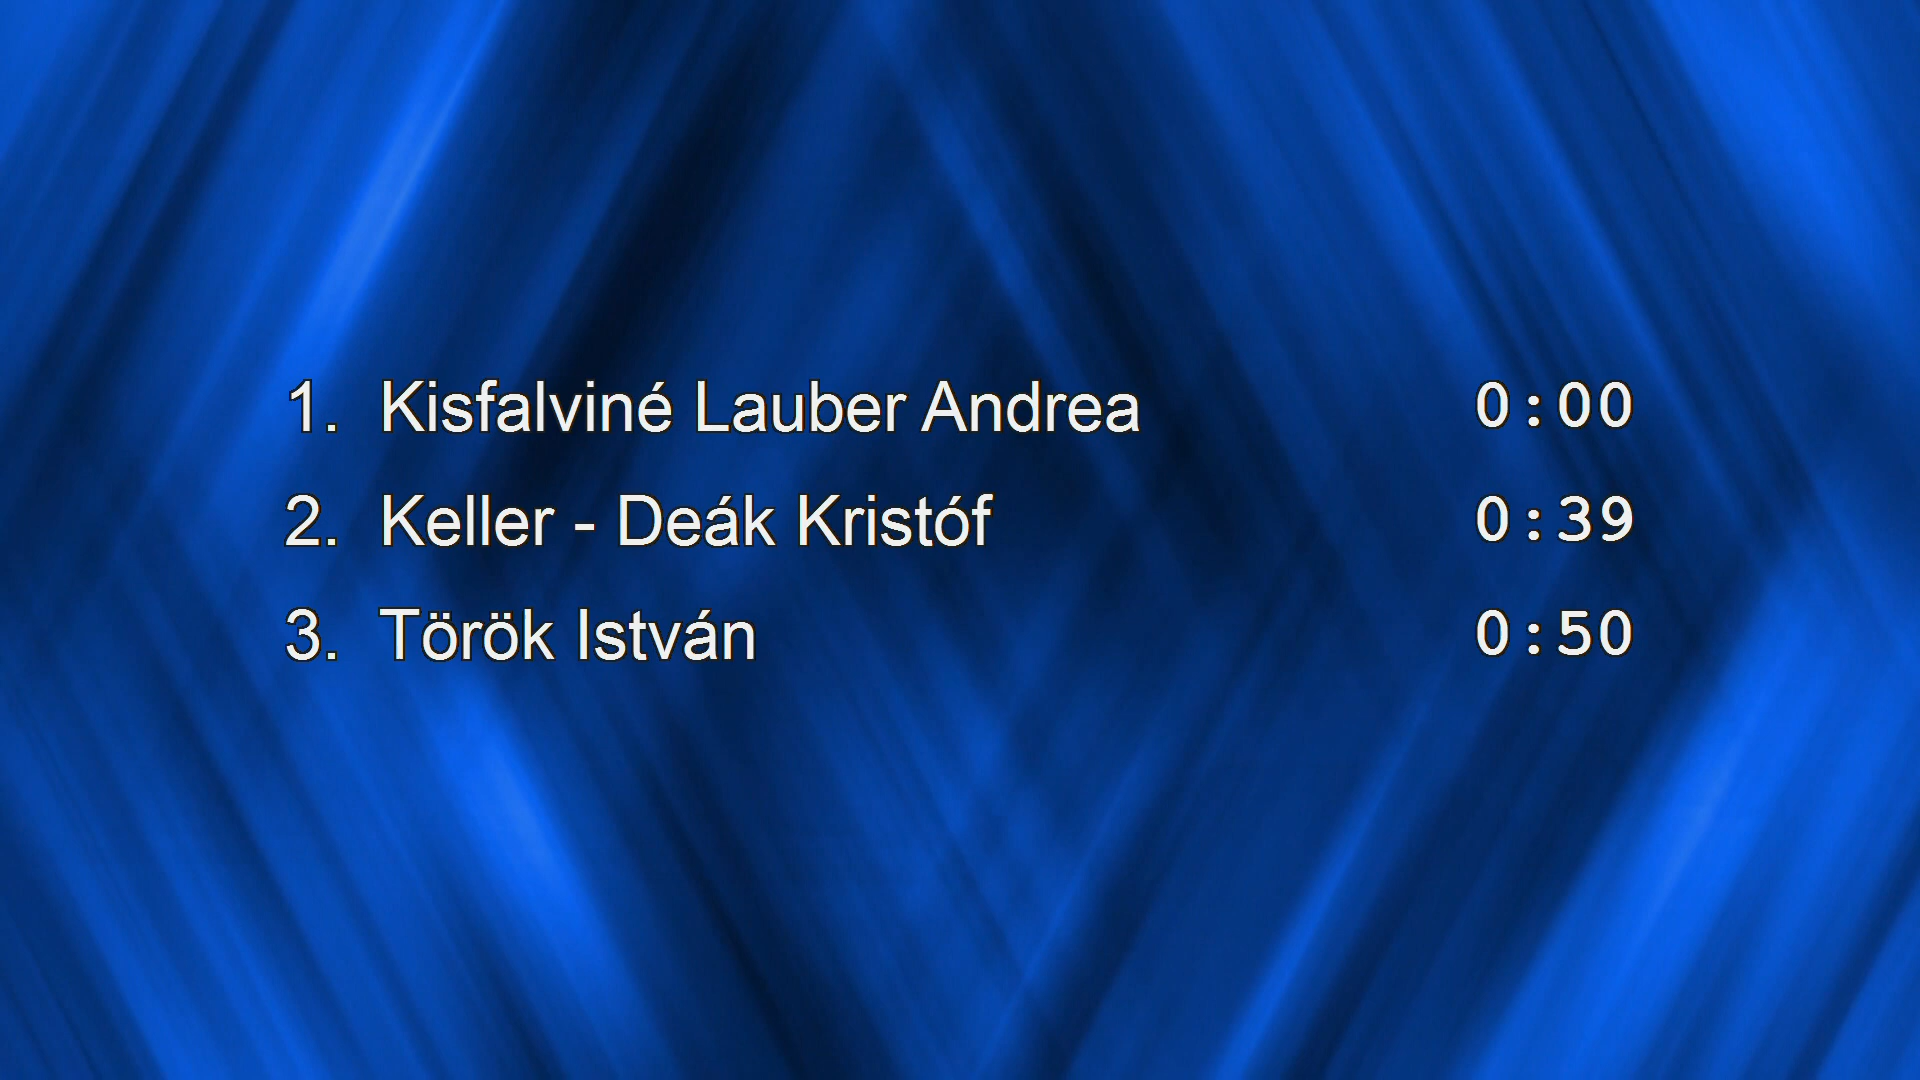 1. Kisfalviné Lauber Andrea 0:00
2. Keller - Deák Kristóf 0:39
3. Török István 0:50